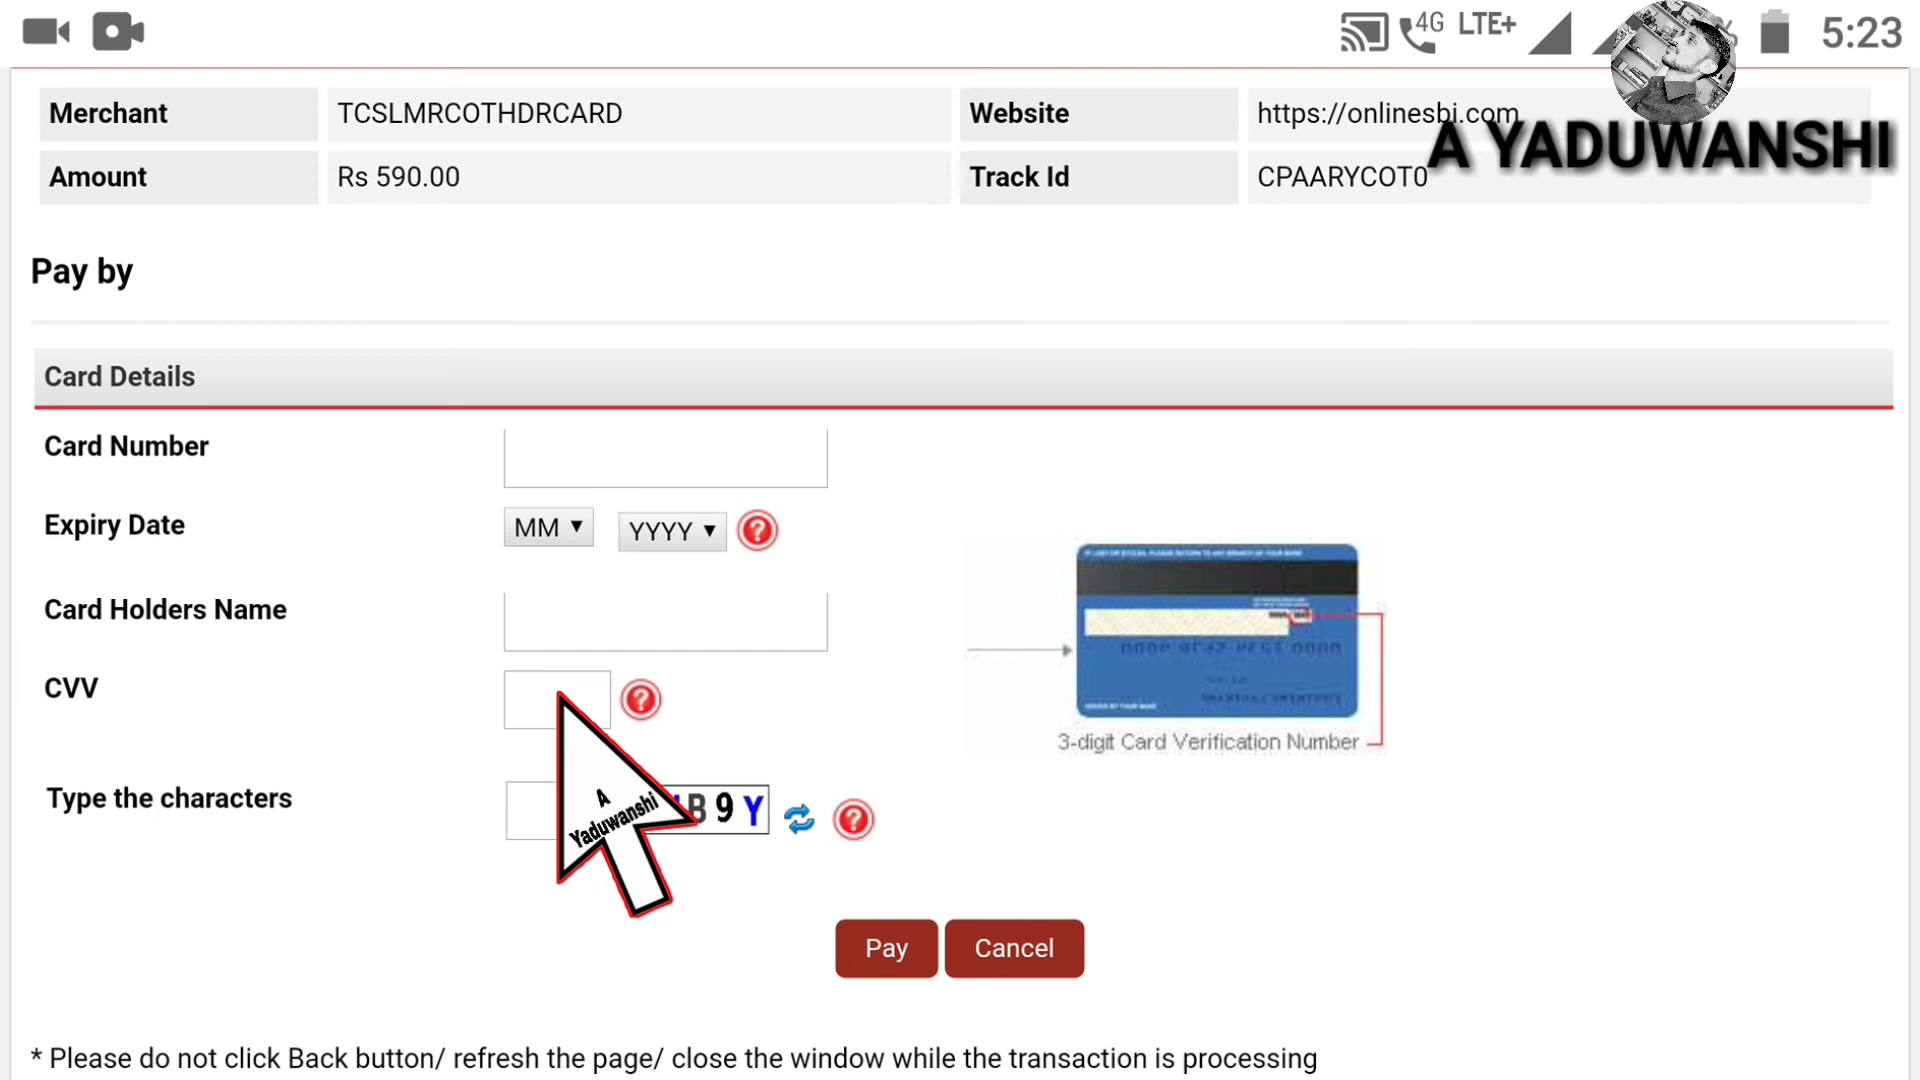 4G LTE+ 5:23
Merchant TCSLMRCOTHDRCARD Website https://onlinesbi.com
A YADUWANSHI
Amount Rs 590.00 Track Id CPAARYCOT0
Pay by
Card Details
Card Number
Expiry Date MM YYYY
Card Holders Name
CVV
3-digit Card Verification Number
Type the characters B9Y
A
Yaduwanshi
Pay Cancel
* Please do not click Back button/ refresh the page/ close the window while the transaction is processing